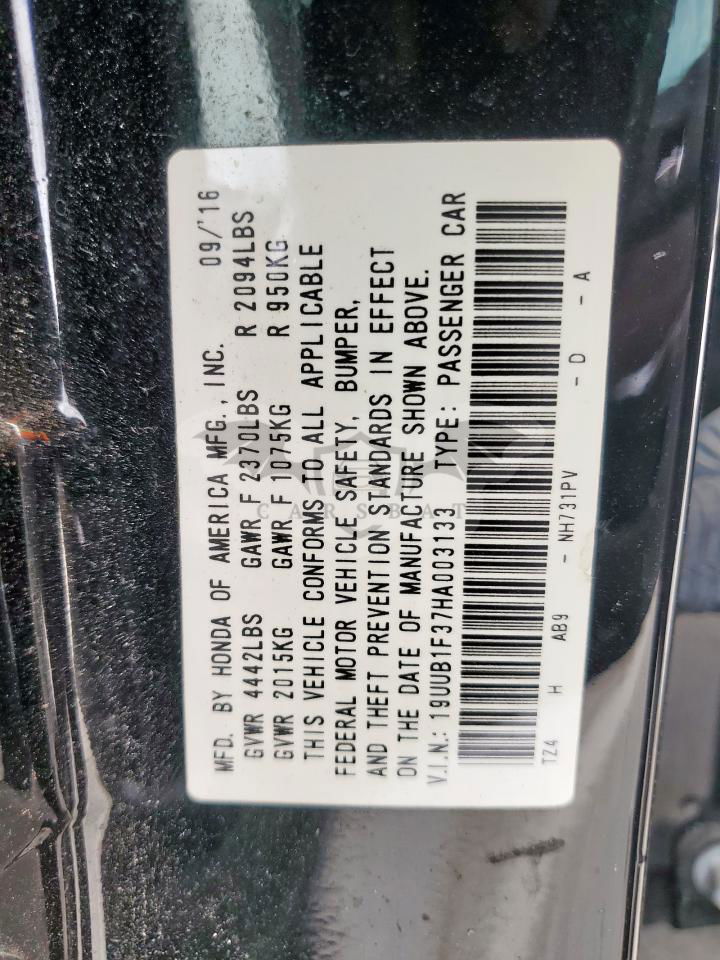 MFD. BY HONDA OF AMERICA MFG., INC. 09/'16
GVWR 4442LBS GAWR F 2370LBS R 2094LBS
GVWR 2015KG GAWR F 1075KG R 950KG
THIS VEHICLE CONFORMS TO ALL APPLICABLE
FEDERAL MOTOR VEHICLE SAFETY, BUMPER,
AND THEFT PREVENTION STANDARDS IN EFFECT
ON THE DATE OF MANUFACTURE SHOWN ABOVE.
V.I.N.: 19UUB1F37HA003133 TYPE: PASSENGER CAR
TZ4 H AB9 - NH731PV - D - A
CARSBAT